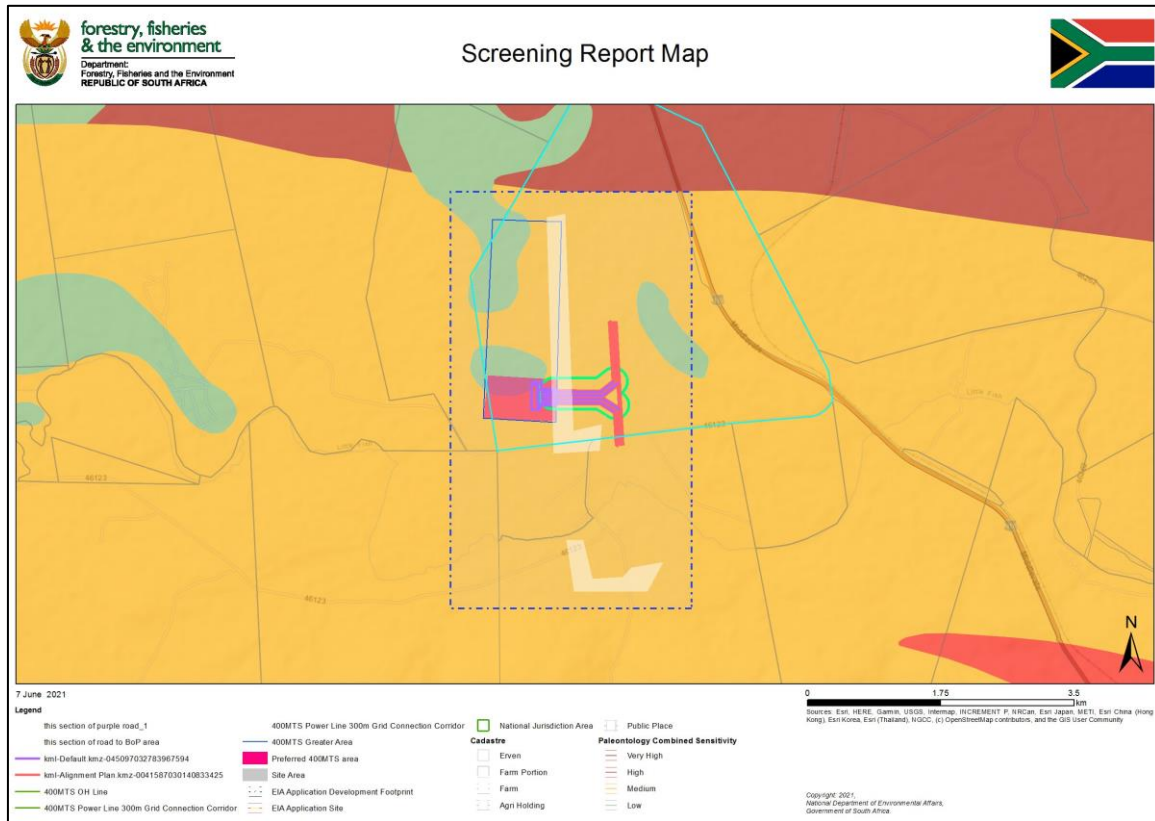 forestry, fisheries
& the environment
Department:
Forestry, Fisheries and the Environment
REPUBLIC OF SOUTH AFRICA
Screening Report Map
46123
46123
46123
N
7 June 2021
0 1.75 3.5
km
Sources: Esri, HERE, Garmin, USGS, Intermap, INCREMENT P, NRCan, Esri Japan, METI, Esri China (Hong
Kong), Esri Korea, Esri (Thailand), NGCC, (c) OpenStreetMap contributors, and the GIS User Community
Legend
this section of purple road_1
this section of road to BoP area
kml-Default kmz-045097032783967594
kml-Alignment Plan.kmz-0041587030140833425
400MTS OH Line
400MTS Power Line 300m Grid Connection Corridor
400MTS Power Line 300m Grid Connection Corridor
400MTS Greater Area
Preferred 400MTS area
Site Area
EIA Application Development Footprint
EIA Application Site
National Jurisdiction Area
Cadastre
Erven
Farm Portion
Farm
Agri Holding
Public Place
Paleontology Combined Sensitivity
Very High
High
Medium
Low
Copyright: 2021,
National Department of Environmental Affairs,
Government of South Africa.